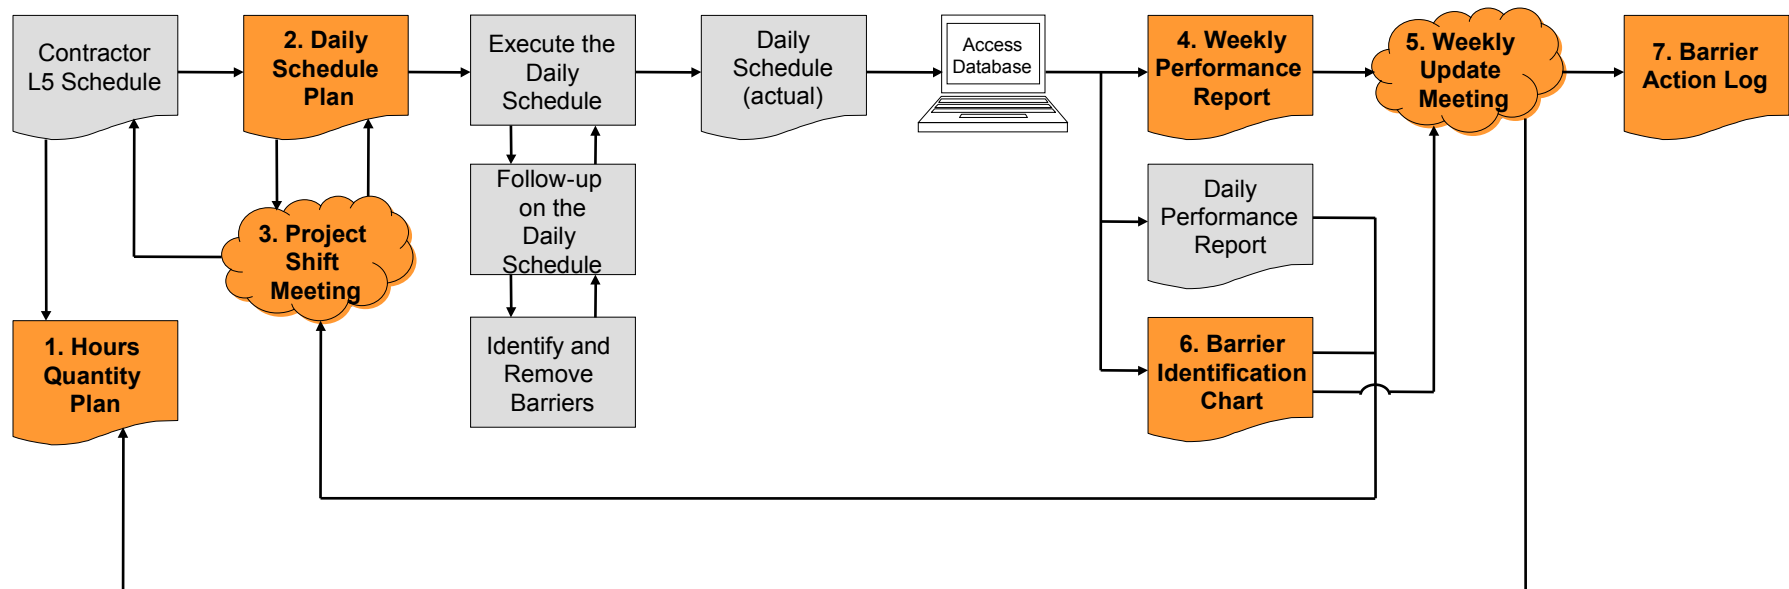 Contractor
L5 Schedule
2. Daily
Schedule
Plan
Execute the
Daily
Schedule
Daily
Schedule
(actual)
Access
Database
4. Weekly
Performance
Report
5. Weekly
Update
Meeting
7. Barrier
Action Log
Follow-up
on the
Daily
Schedule
Daily
Performance
Report
3. Project
Shift
Meeting
1. Hours
Quantity
Plan
Identify and
Remove
Barriers
6. Barrier
Identification
Chart